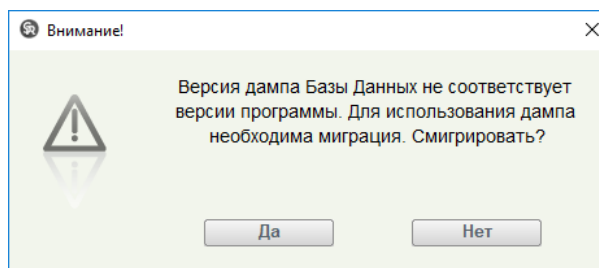 Внимание!
Версия дампа Базы Данных не соответствует
версии программы. Для использования дампа
необходима миграция. Смигрировать?
Да Нет